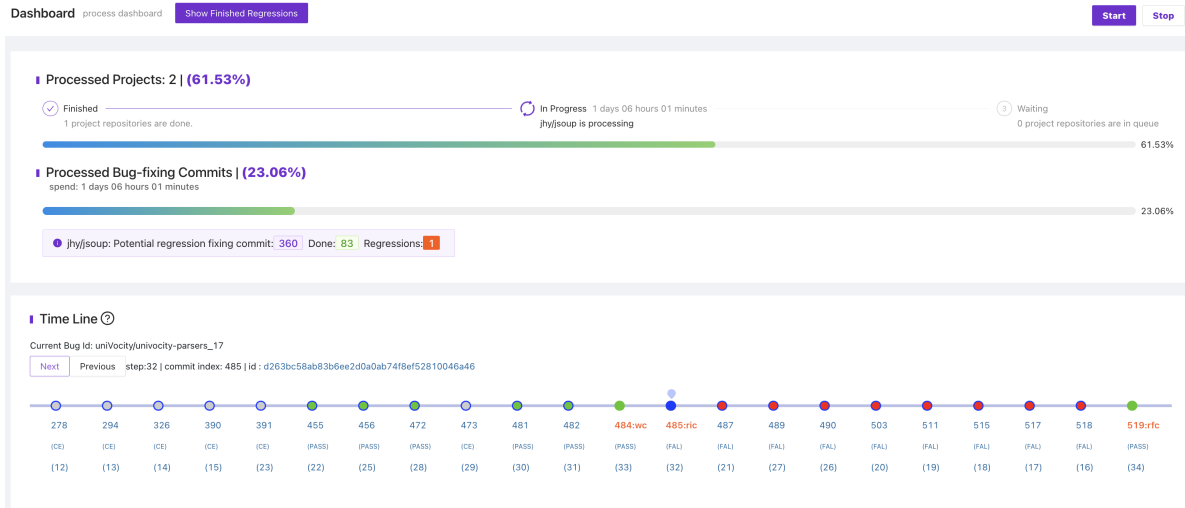 Dashboard process dashboard Show Finished Regressions Start Stop
Processed Projects: 2 | (61.53%)
Finished In Progress 1 days 06 hours 01 minutes 3 Waiting
1 project repositories are done. jhy/jsoup is processing 0 project repositories are in queue
61.53%
Processed Bug-fixing Commits | (23.06%)
spend: 1 days 06 hours 01 minutes
23.06%
jhy/jsoup: Potential regression fixing commit: 360 Done: 83 Regressions: 1
Time Line
Current Bug Id: uniVocity/univocity-parsers_17
Next Previous step:32 | commit index: 485 | id : d263bc58ab83b6ee2d0a0ab74f8ef52810046a46
278 294 326 390 391 455 456 472 473 481 482 484:wc 485:ric 487 489 490 503 511 515 517 518 519:rfc
(CE) (CE) (CE) (CE) (CE) (PASS) (PASS) (PASS) (CE) (PASS) (PASS) (PASS) (FAL) (FAL) (FAL) (FAL) (FAL) (FAL) (FAL) (FAL) (FAL) (PASS)
(12) (13) (14) (15) (23) (22) (25) (28) (29) (30) (31) (33) (32) (21) (27) (26) (20) (19) (18) (17) (16) (34)